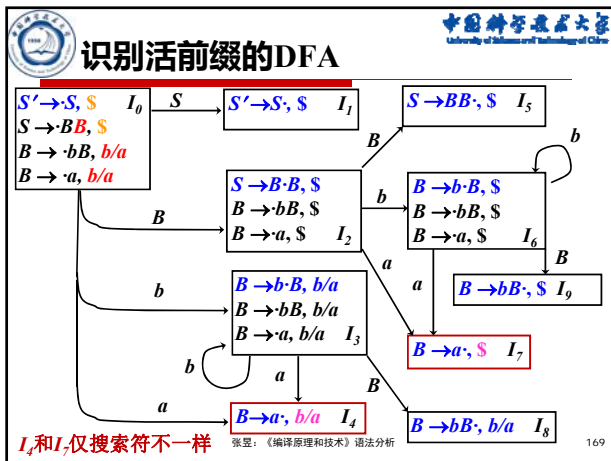 中国科学技术大学
University of Science and Technology of China
识别活前缀的DFA
S′→·S, $ I₀
S→·BB, $
B→·bB, b/a
B→·a, b/a
S
S′→S·, $ I₁
B
S→BB·, $ I₅
B
S→B·B, $
B→·bB, $
B→·a, $ I₂
b
b
B→b·B, $
B→·bB, $
B→·a, $ I₆
B
B→bB·, $ I₉
a
a
B→a·, $ I₇
b
B→b·B, b/a
B→·bB, b/a
B→·a, b/a I₃
b
a
B
a
B→a·, b/a I₄
B→bB·, b/a I₈
I₄和I₇仅搜索符不一样
张昱：《编译原理和技术》语法分析
169